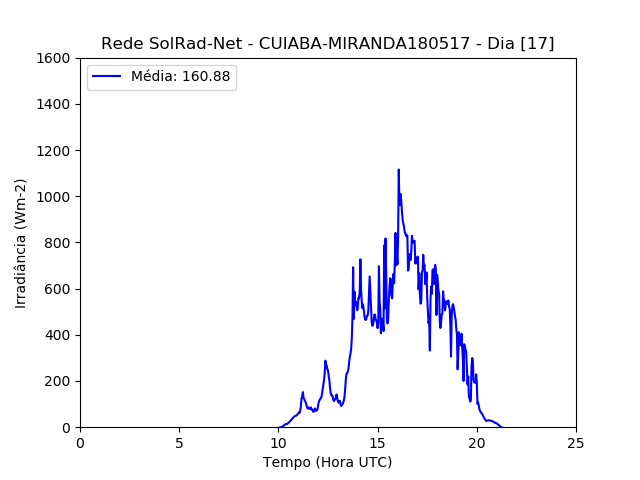 Rede SolRad-Net - CUIABA-MIRANDA180517 - Dia [17]
Média: 160.88
1600
1400
1200
1000
800
600
400
200
0
Irradiância (Wm-2)
0 5 10 15 20 25
Tempo (Hora UTC)